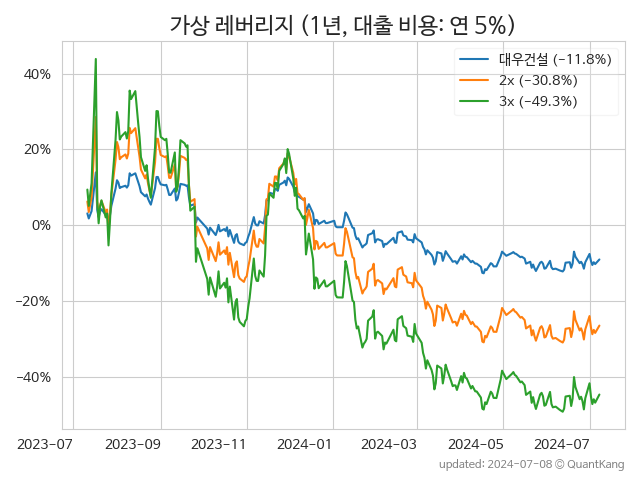 가상 레버리지 (1년, 대출 비용: 연 5%)
대우건설 (−11.8%)
2x (−30.8%)
3x (−49.3%)
40%
20%
0%
−20%
−40%
2023-07 2023-09 2023-11 2024-01 2024-03 2024-05 2024-07
updated: 2024-07-08 © QuantKang